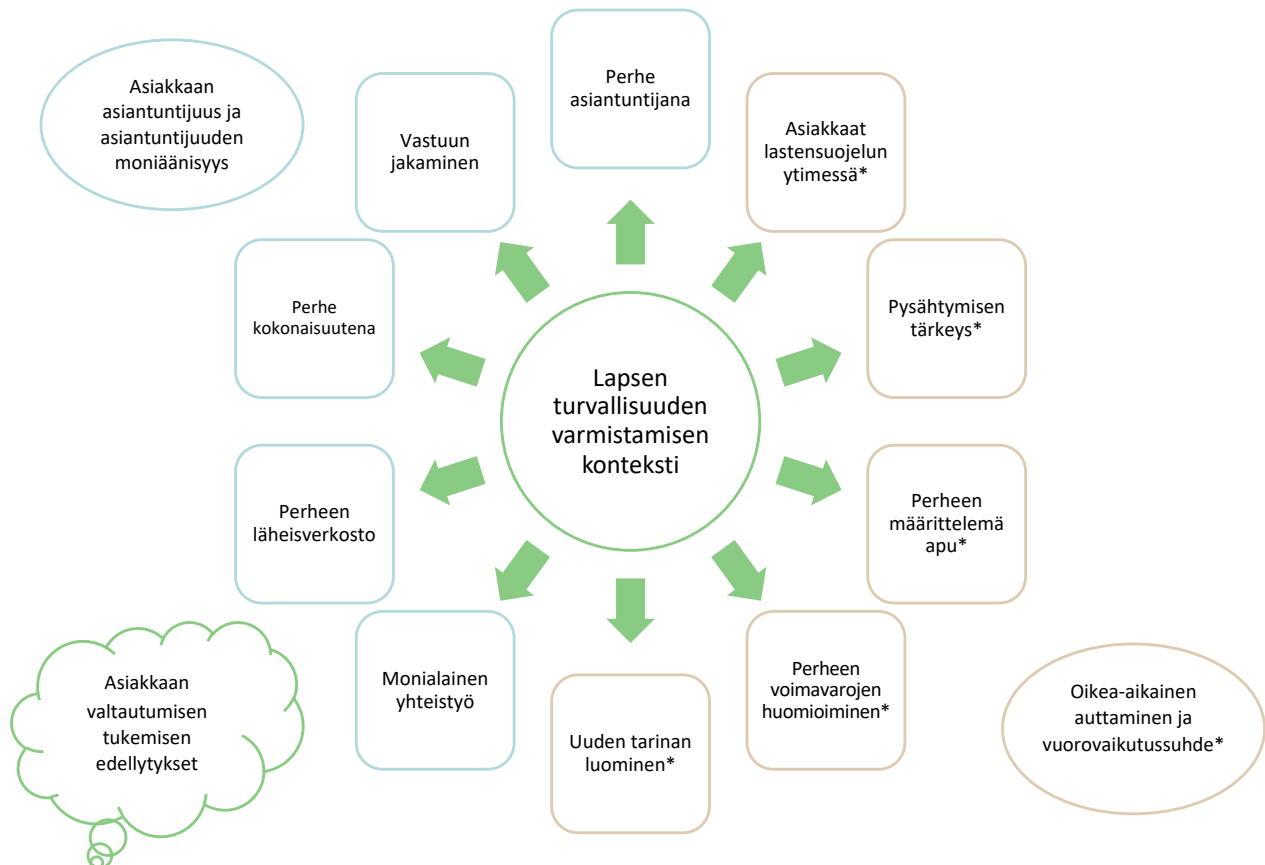 Asiakkaan
asiantuntijuus ja
asiantuntijuuden
moniäänisyys
Vastuun
jakaminen
Perhe
asiantuntijana
Asiakkaat
lastensuojelun
ytimessä*
Perhe
kokonaisuutena
Pysähtymisen
tärkeys*
Lapsen
turvallisuuden
varmistamisen
konteksti
Perheen
läheisverkosto
Perheen
määrittelemä
apu*
Asiakkaan
valtautumisen
tukemisen
edellytykset
Monialainen
yhteistyö
Uuden tarinan
luominen*
Perheen
voimavarojen
huomioiminen*
Oikea-aikainen
auttaminen ja
vuorovaikutussuhde*